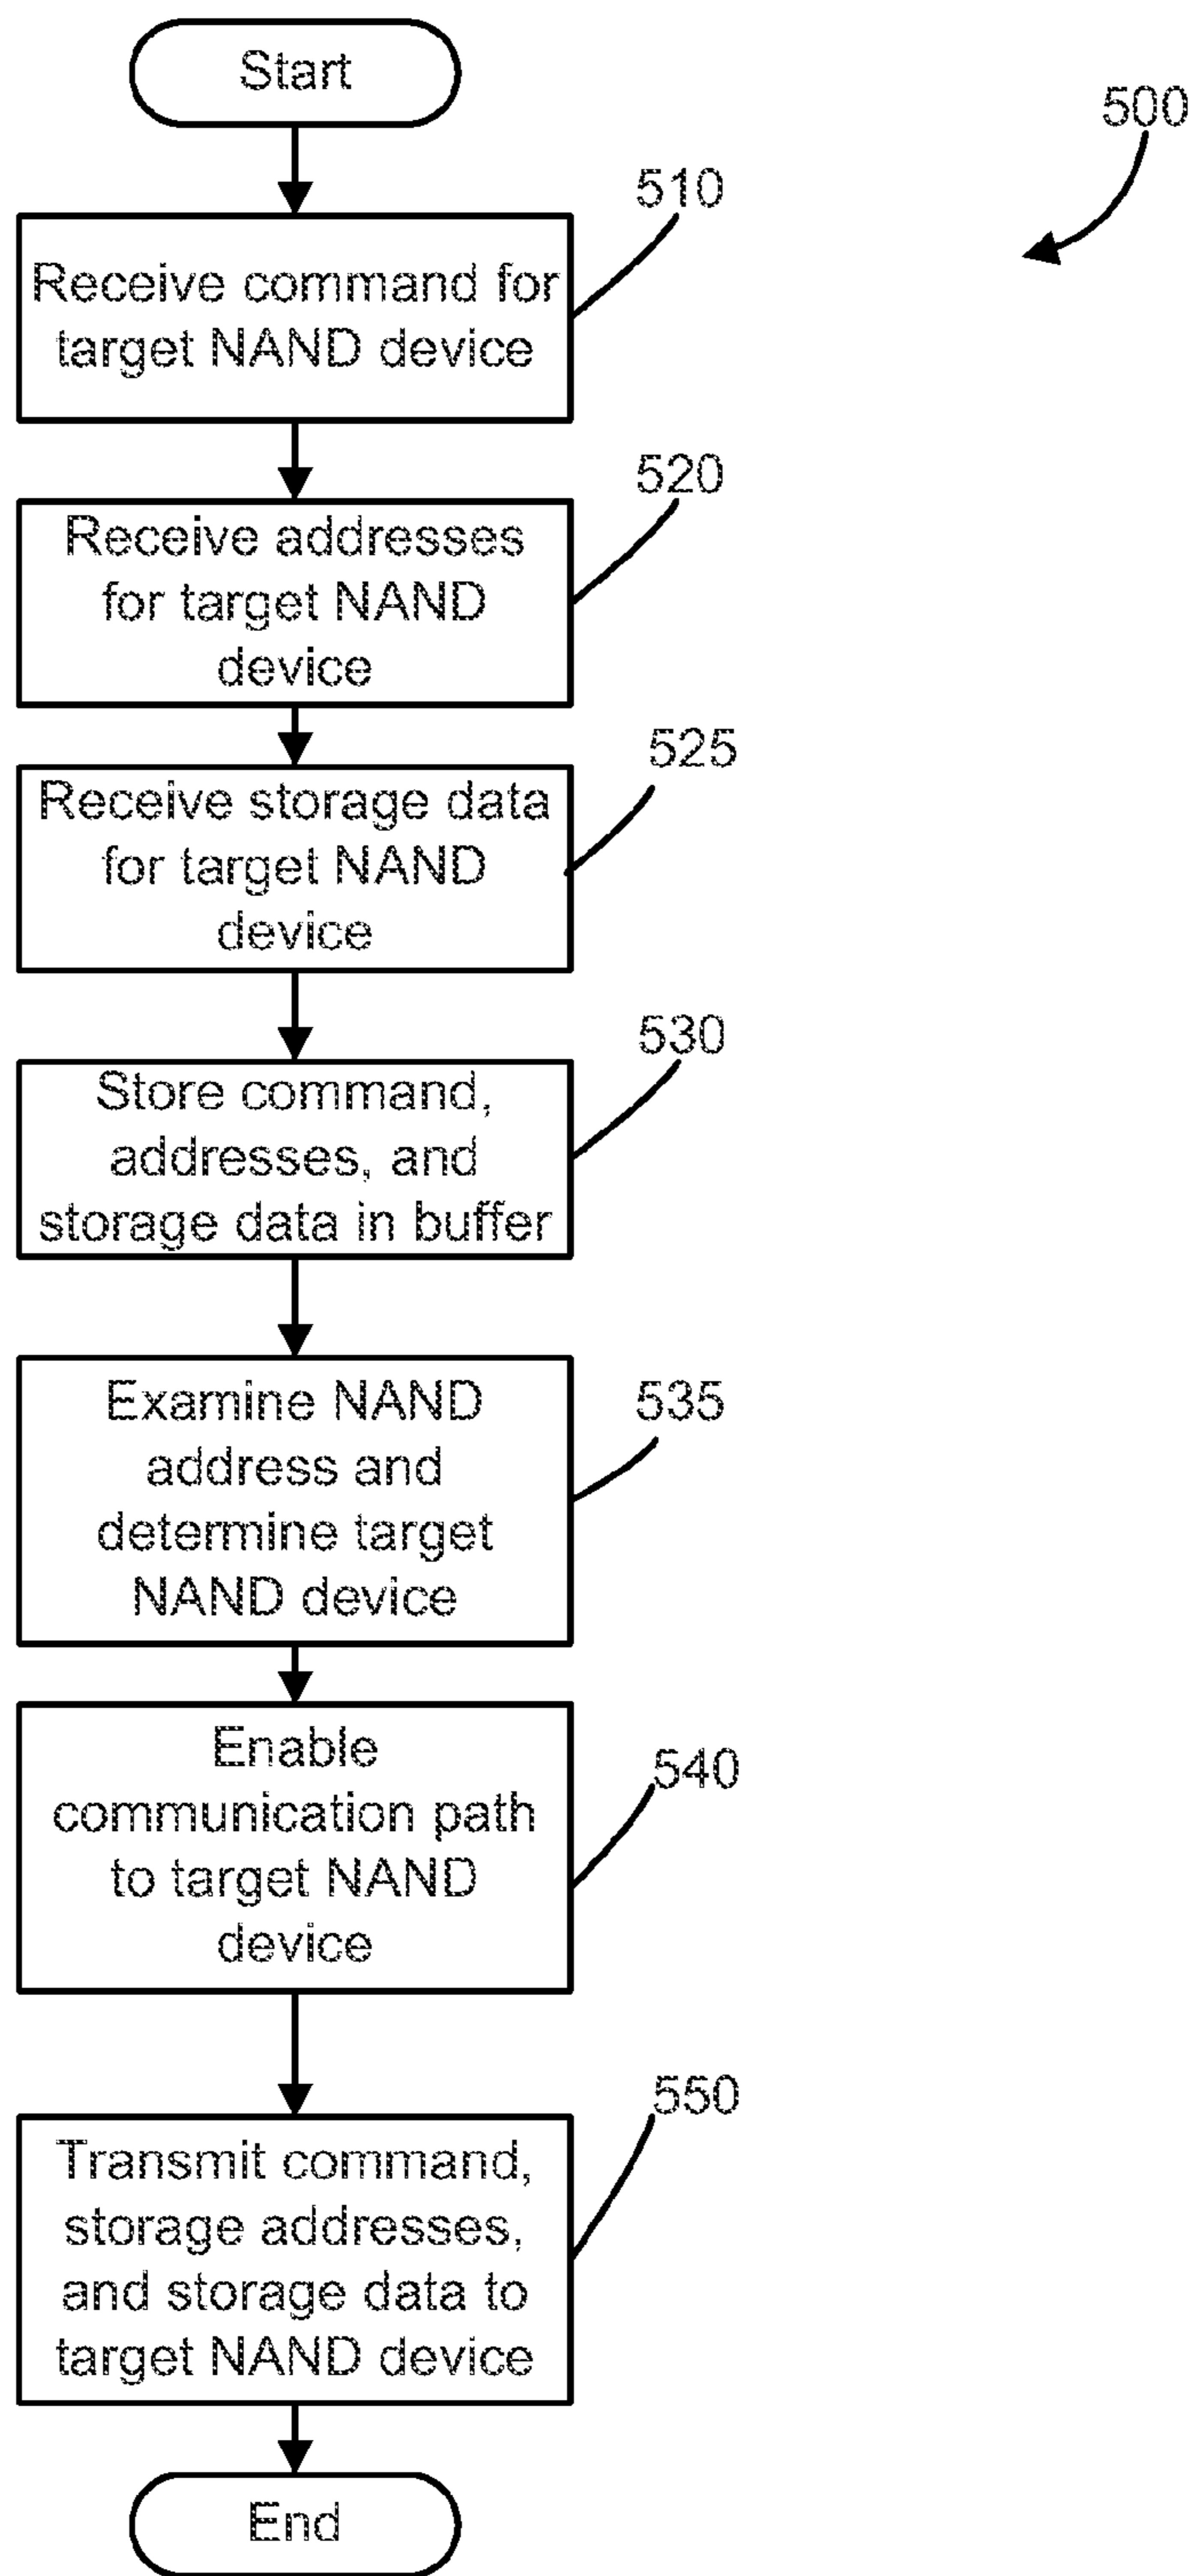 Start
500
510
Receive command for
target NAND device
520
Receive addresses
for target NAND
device
525
Receive storage data
for target NAND
device
530
Store command,
addresses, and
storage data in buffer
535
Examine NAND
address and
determine target
NAND device
540
Enable
communication path
to target NAND
device
550
Transmit command,
storage addresses,
and storage data to
target NAND device
End